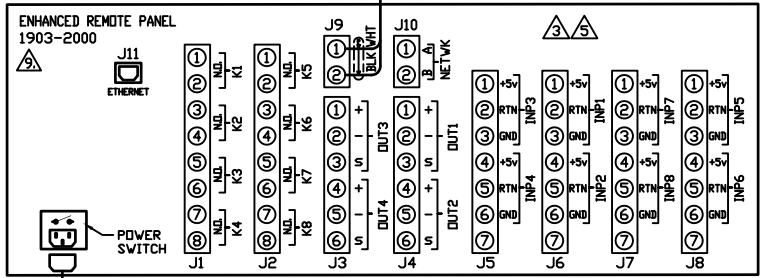 ENHANCED REMOTE PANEL
1903-2000
9.
J11
ETHERNET
POWER
SWITCH
J1
1
2
3
4
5
6
7
8
N.O. K1
N.O. K2
N.O. K3
N.O. K4
J2
1
2
3
4
5
6
7
8
N.O. K5
N.O. K6
N.O. K7
N.O. K8
J9
1
2
BLK WHT
J10
1 A
2 B
NETWK
3 5
J3
1 +
2 -
3 S
OUT3
4 +
5 -
6 S
OUT4
J4
1 +
2 -
3 S
OUT1
4 +
5 -
6 S
OUT2
J5
1 +5v
2 RTN
3 GND
INP3
4 +5v
5 RTN
6 GND
INP4
7
J6
1 +5v
2 RTN
3 GND
INP1
4 +5v
5 RTN
6 GND
INP2
7
J7
1 +5v
2 RTN
3 GND
INP7
4 +5v
5 RTN
6 GND
INP8
7
J8
1 +5v
2 RTN
3 GND
INP5
4 +5v
5 RTN
6 GND
INP6
7